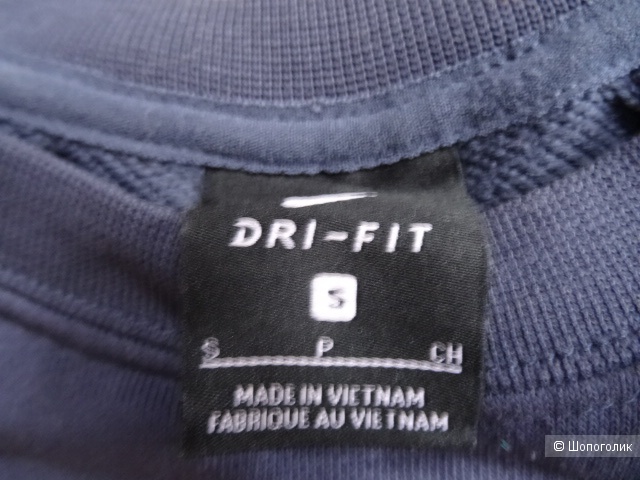 DRI-FIT
S
S P CH
MADE IN VIETNAM
FABRIQUE AU VIETNAM
© Шопоголик